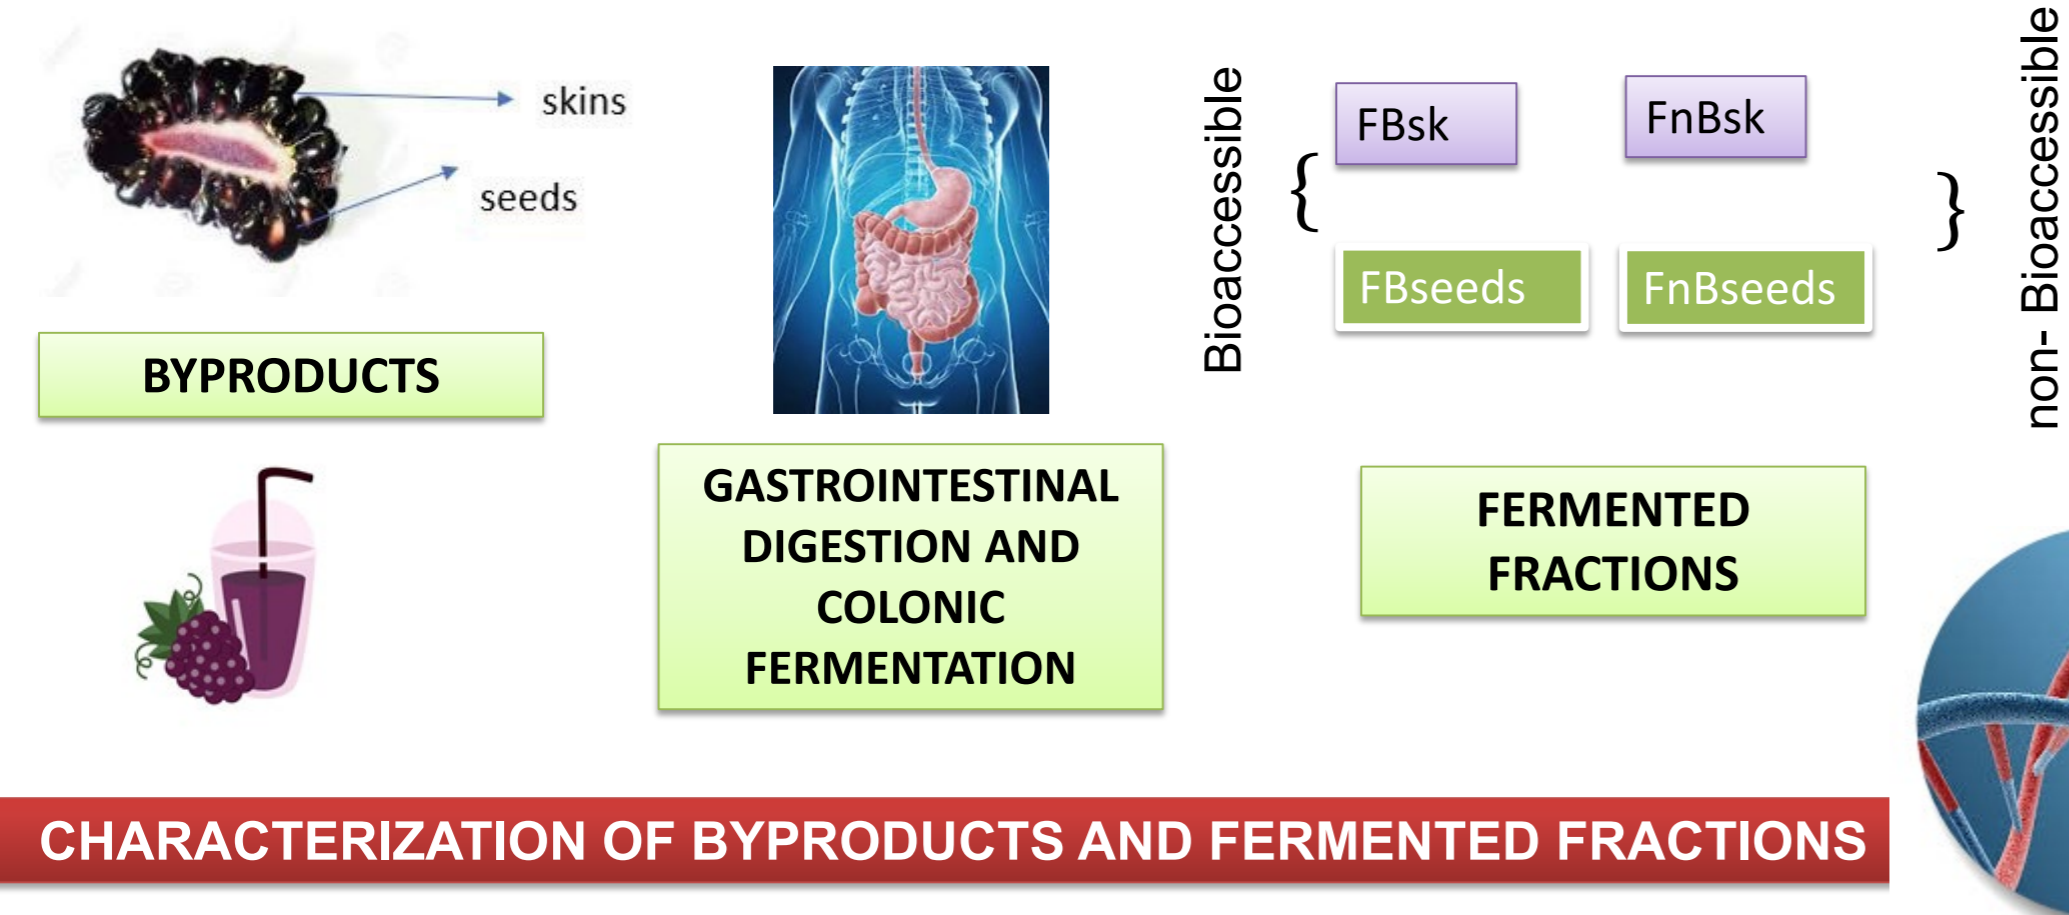 skins
seeds
BYPRODUCTS
GASTROINTESTINAL
DIGESTION AND
COLONIC
FERMENTATION
Bioaccessible
{
FBsk
FnBsk
FBseeds
FnBseeds
}
non- Bioaccessible
FERMENTED
FRACTIONS
CHARACTERIZATION OF BYPRODUCTS AND FERMENTED FRACTIONS